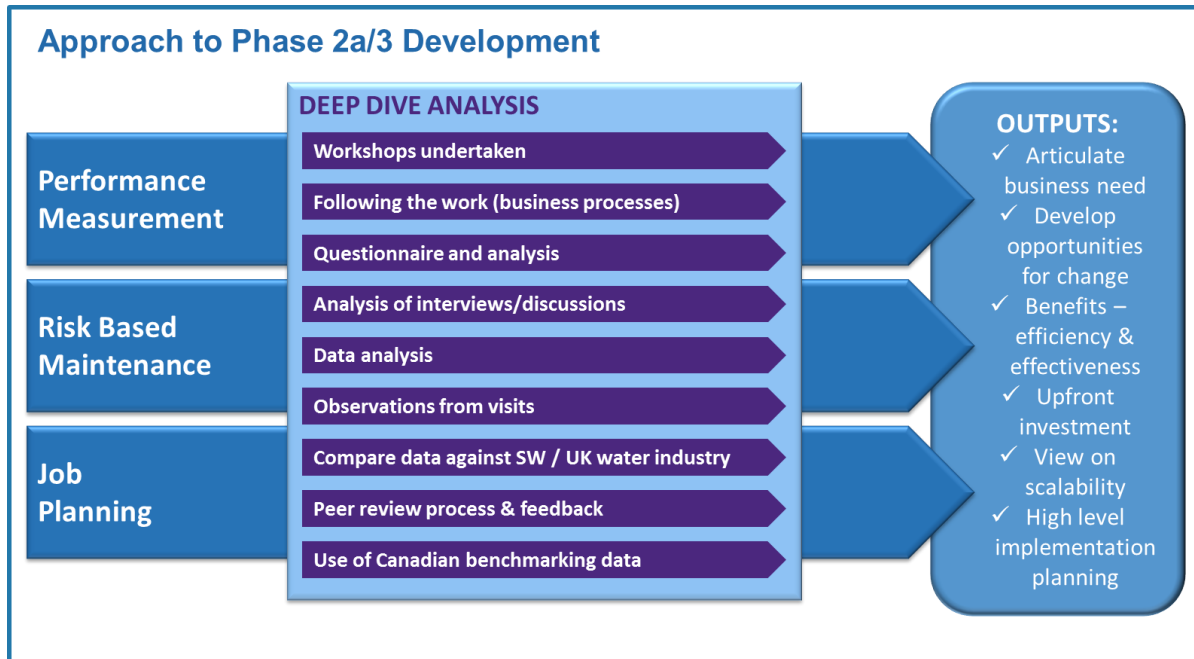 Approach to Phase 2a/3 Development
Performance
Measurement
Risk Based
Maintenance
Job
Planning
DEEP DIVE ANALYSIS
Workshops undertaken
Following the work (business processes)
Questionnaire and analysis
Analysis of interviews/discussions
Data analysis
Observations from visits
Compare data against SW / UK water industry
Peer review process & feedback
Use of Canadian benchmarking data
OUTPUTS:
✓ Articulate
business need
✓ Develop
opportunities
for change
✓ Benefits –
efficiency &
effectiveness
✓ Upfront
investment
✓ View on
scalability
✓ High level
implementation
planning